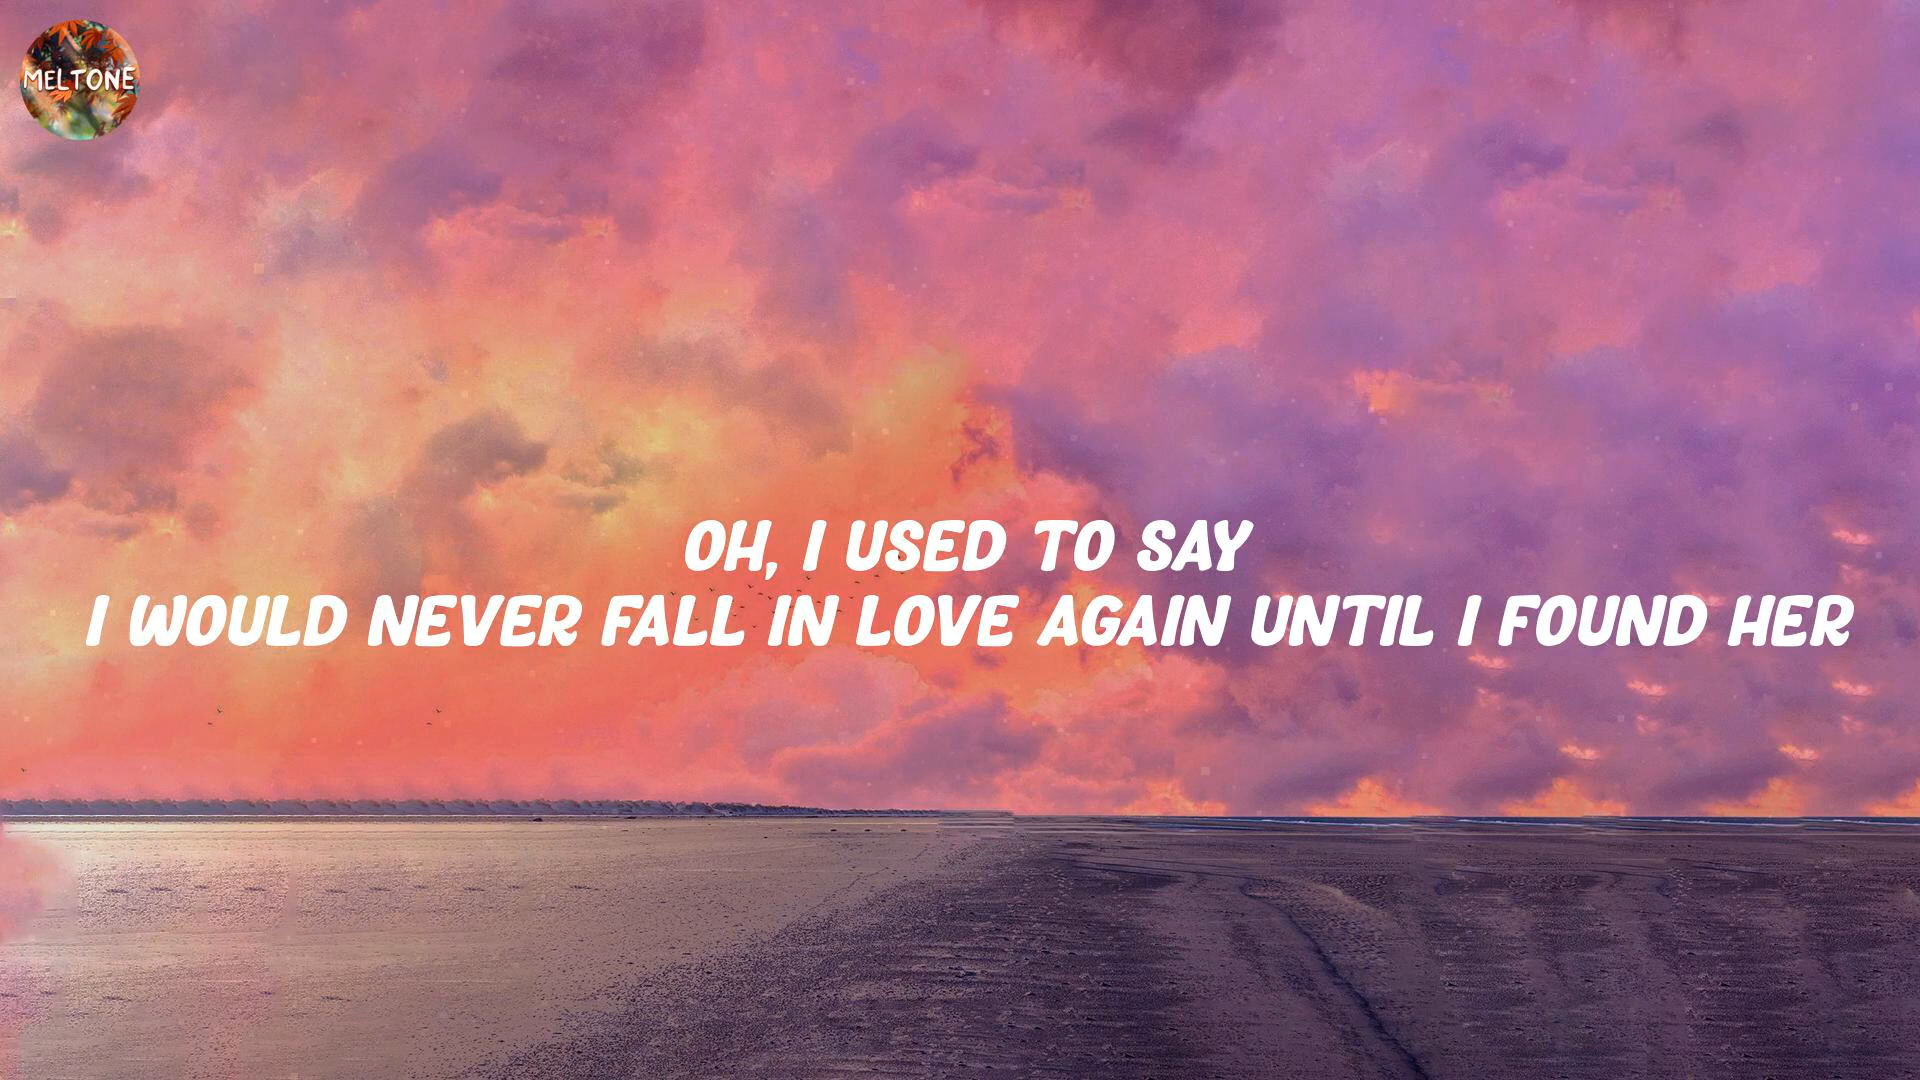 MELTONE
OH, I USED TO SAY
I WOULD NEVER FALL IN LOVE AGAIN UNTIL I FOUND HER